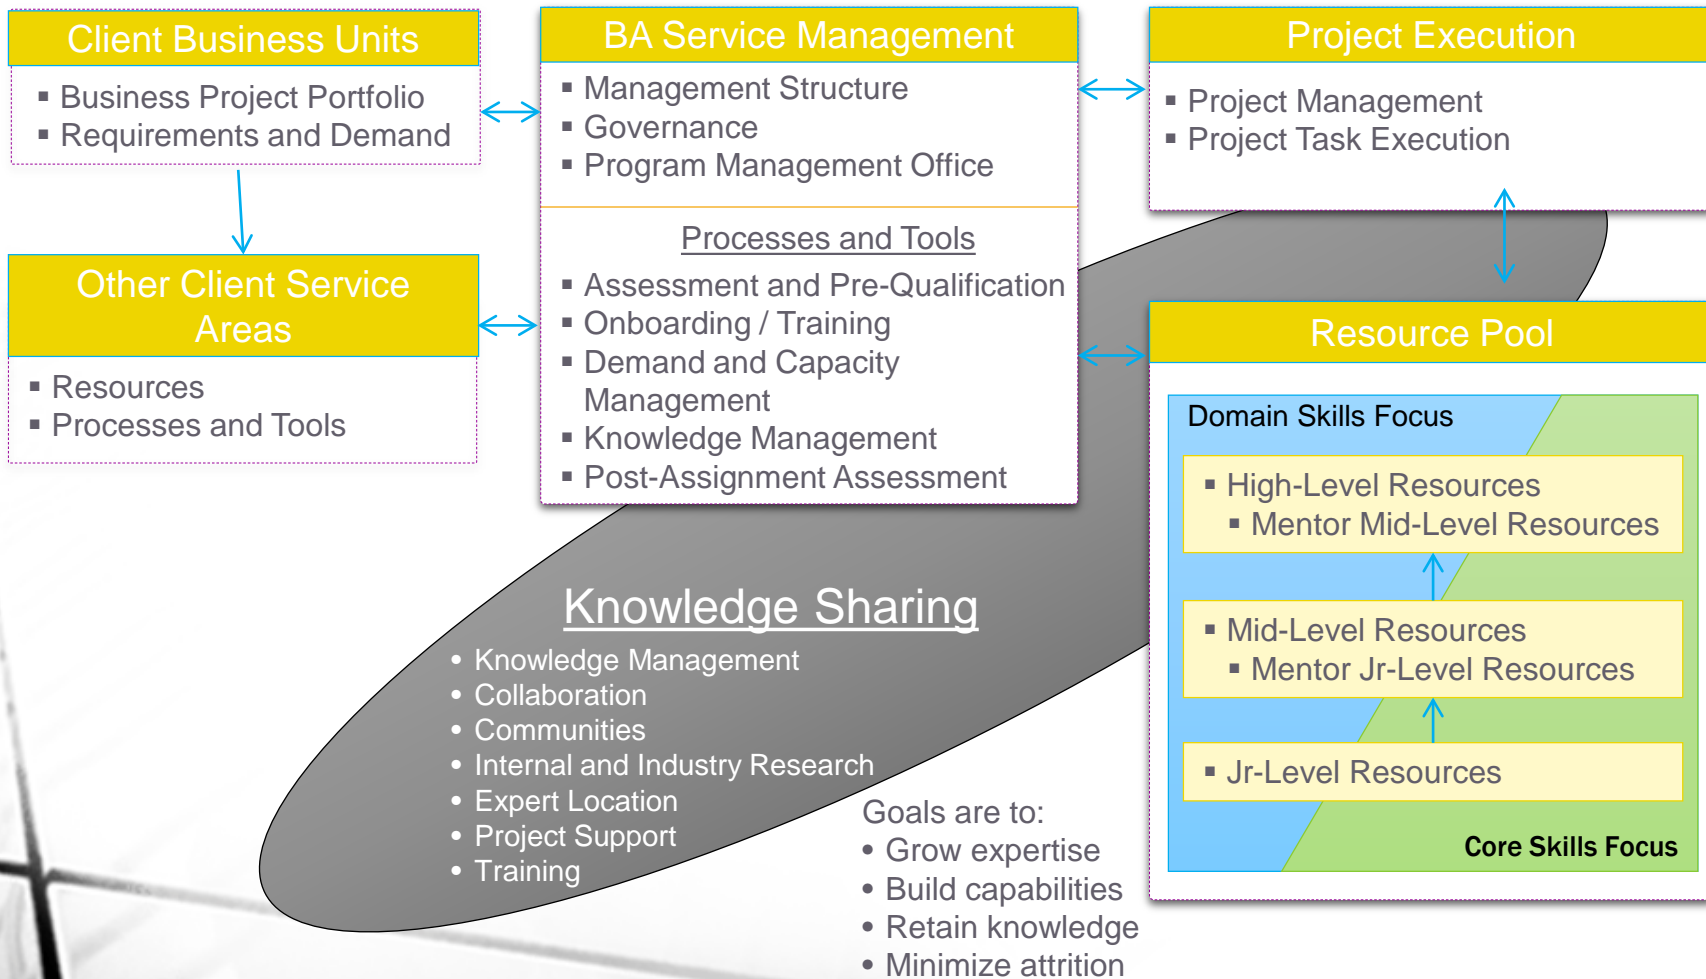 Client Business Units
▪ Business Project Portfolio
▪ Requirements and Demand
Other Client Service
Areas
▪ Resources
▪ Processes and Tools
BA Service Management
▪ Management Structure
▪ Governance
▪ Program Management Office
Processes and Tools
▪ Assessment and Pre-Qualification
▪ Onboarding / Training
▪ Demand and Capacity
Management
▪ Knowledge Management
▪ Post-Assignment Assessment
Project Execution
▪ Project Management
▪ Project Task Execution
Resource Pool
Domain Skills Focus
▪ High-Level Resources
▪ Mentor Mid-Level Resources
▪ Mid-Level Resources
▪ Mentor Jr-Level Resources
▪ Jr-Level Resources
Core Skills Focus
Knowledge Sharing
• Knowledge Management
• Collaboration
• Communities
• Internal and Industry Research
• Expert Location
• Project Support
• Training
Goals are to:
• Grow expertise
• Build capabilities
• Retain knowledge
• Minimize attrition